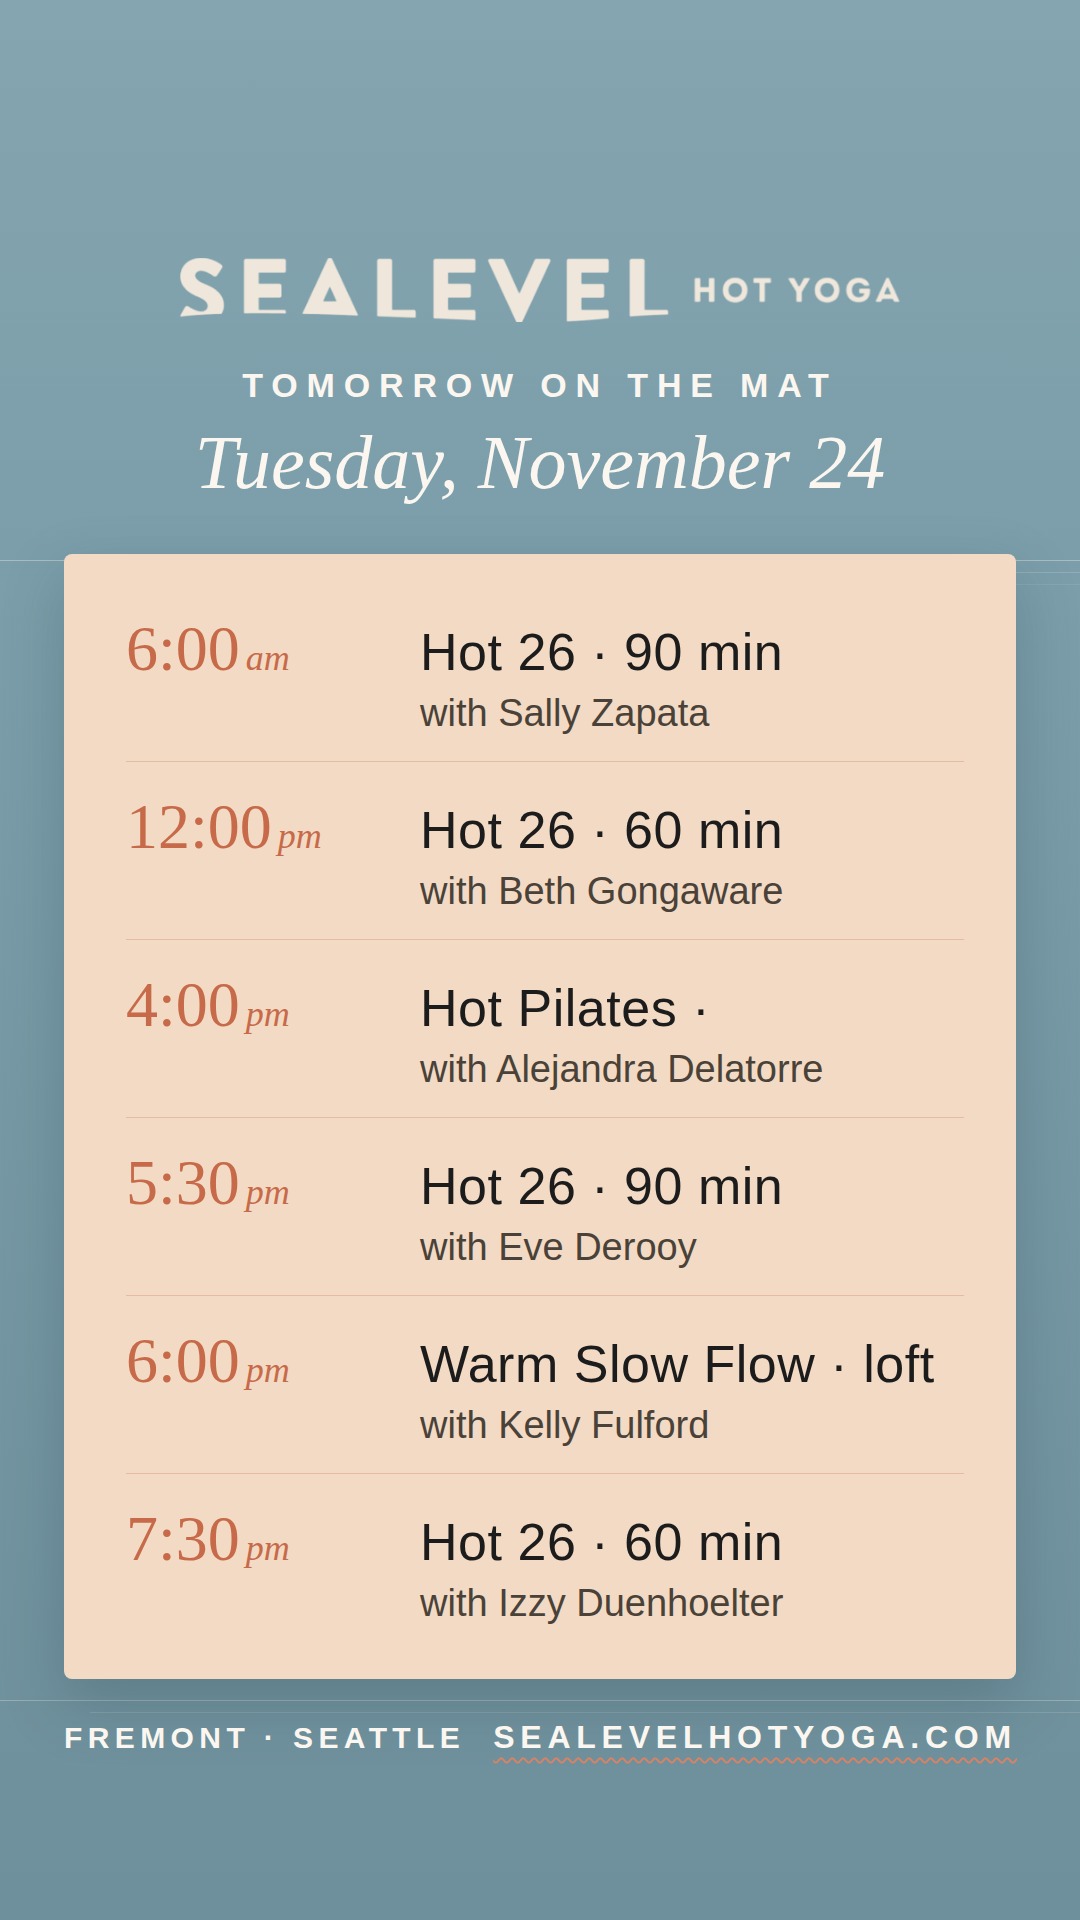 SEALEVEL HOT YOGA
TOMORROW ON THE MAT
Tuesday, November 24
6:00 am Hot 26 · 90 min
with Sally Zapata
12:00 pm Hot 26 · 60 min
with Beth Gongaware
4:00 pm Hot Pilates ·
with Alejandra Delatorre
5:30 pm Hot 26 · 90 min
with Eve Derooy
6:00 pm Warm Slow Flow · loft
with Kelly Fulford
7:30 pm Hot 26 · 60 min
with Izzy Duenhoelter
FREMONT · SEATTLE SEALEVELHOTYOGA.COM